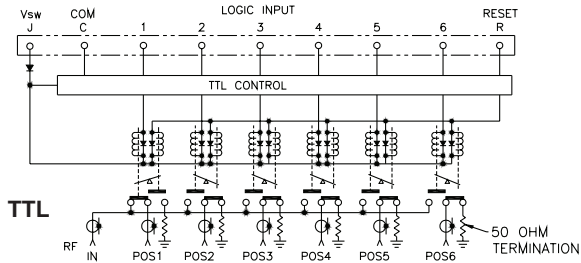 LOGIC INPUT
Vsw COM RESET
J C 1 2 3 4 5 6 R
TTL CONTROL
TTL
50 OHM
TERMINATION
RF
IN POS1 POS2 POS3 POS4 POS5 POS6